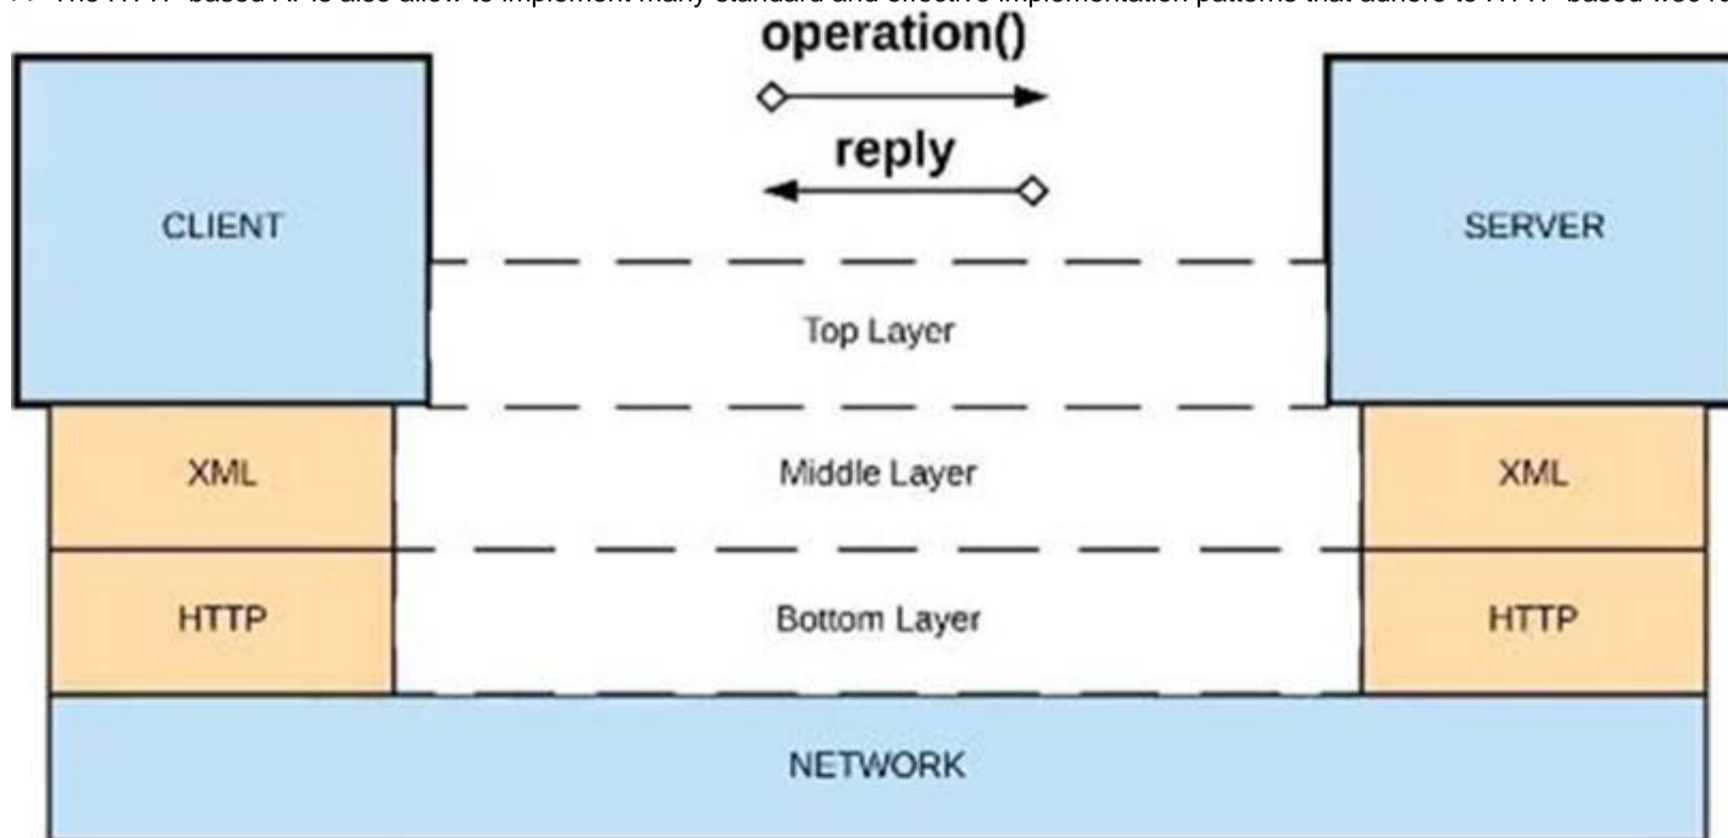 operation()
reply
CLIENT
SERVER
Top Layer
XML
Middle Layer
XML
HTTP
Bottom Layer
HTTP
NETWORK